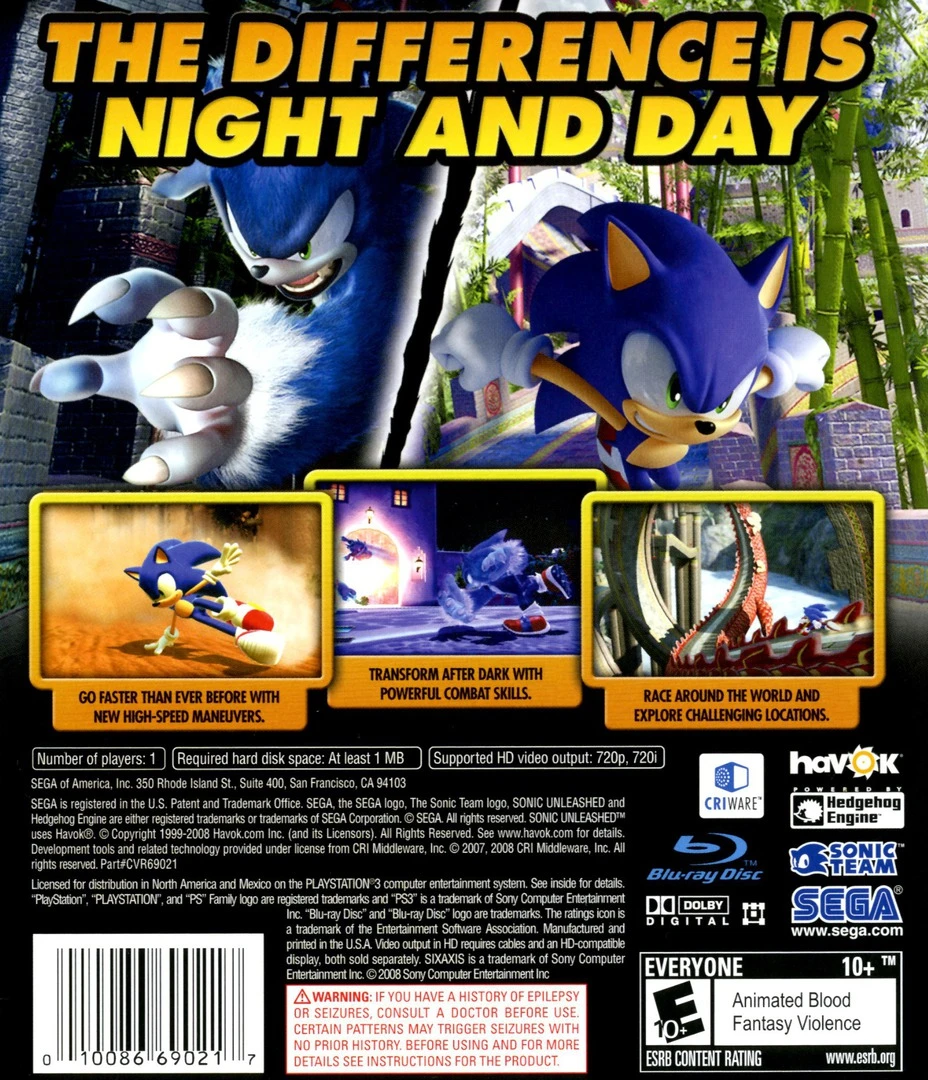 THE DIFFERENCE IS
NIGHT AND DAY
GO FASTER THAN EVER BEFORE WITH
NEW HIGH-SPEED MANEUVERS.
TRANSFORM AFTER DARK WITH
POWERFUL COMBAT SKILLS.
RACE AROUND THE WORLD AND
EXPLORE CHALLENGING LOCATIONS.
Number of players: 1
Required hard disk space: At least 1 MB
Supported HD video output: 720p, 720i
SEGA of America, Inc. 350 Rhode Island St., Suite 400, San Francisco, CA 94103
SEGA is registered in the U.S. Patent and Trademark Office. SEGA, the SEGA logo, The Sonic Team logo, SONIC UNLEASHED and
Hedgehog Engine are either registered trademarks or trademarks of SEGA Corporation. © SEGA. All rights reserved. SONIC UNLEASHED™
uses Havok®. © Copyright 1999-2008 Havok.com Inc. (and its Licensors). All Rights Reserved. See www.havok.com for details.
Development tools and related technology provided under license from CRI Middleware, Inc. © 2007, 2008 CRI Middleware, Inc. All
rights reserved. Part#CVR69021
Licensed for distribution in North America and Mexico on the PLAYSTATION®3 computer entertainment system. See inside for details.
"PlayStation", "PLAYSTATION", and "PS" Family logo are registered trademarks and "PS3" is a trademark of Sony Computer Entertainment
Inc. "Blu-ray Disc" and "Blu-ray Disc" logo are trademarks. The ratings icon is
a trademark of the Entertainment Software Association. Manufactured and
printed in the U.S.A. Video output in HD requires cables and an HD-compatible
display, both sold separately. SIXAXIS is a trademark of Sony Computer
Entertainment Inc. © 2008 Sony Computer Entertainment Inc
⚠ WARNING: IF YOU HAVE A HISTORY OF EPILEPSY
OR SEIZURES, CONSULT A DOCTOR BEFORE USE.
CERTAIN PATTERNS MAY TRIGGER SEIZURES WITH
NO PRIOR HISTORY. BEFORE USING AND FOR MORE
DETAILS SEE INSTRUCTIONS FOR THE PRODUCT.
0 10086 69021 7
CRIWARE™
havok
POWERED BY
Hedgehog
Engine™
Blu-ray Disc™
SONIC
TEAM™
DOLBY
DIGITAL
SEGA®
www.sega.com
EVERYONE 10+ ™
E
10+
Animated Blood
Fantasy Violence
ESRB CONTENT RATING www.esrb.org